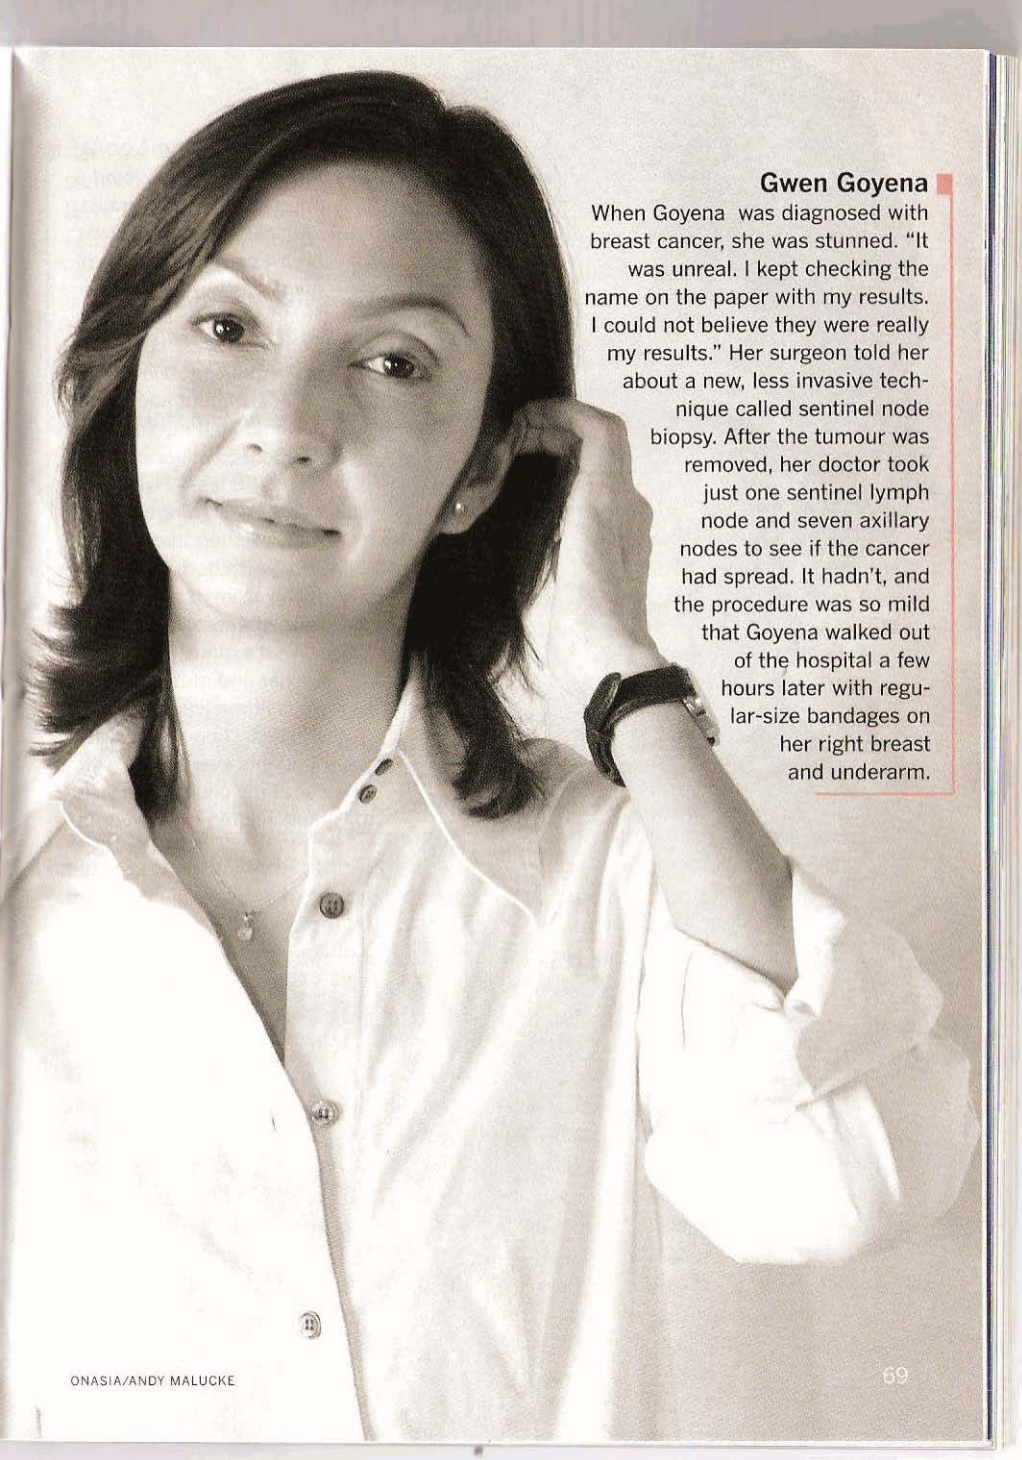 Gwen Goyena
When Goyena was diagnosed with
breast cancer, she was stunned. “It
was unreal. I kept checking the
name on the paper with my results.
I could not believe they were really
my results.” Her surgeon told her
about a new, less invasive tech-
nique called sentinel node
biopsy. After the tumour was
removed, her doctor took
just one sentinel lymph
node and seven axillary
nodes to see if the cancer
had spread. It hadn’t, and
the procedure was so mild
that Goyena walked out
of the hospital a few
hours later with regu-
lar-size bandages on
her right breast
and underarm.
ONASIA/ANDY MALUCKE
69